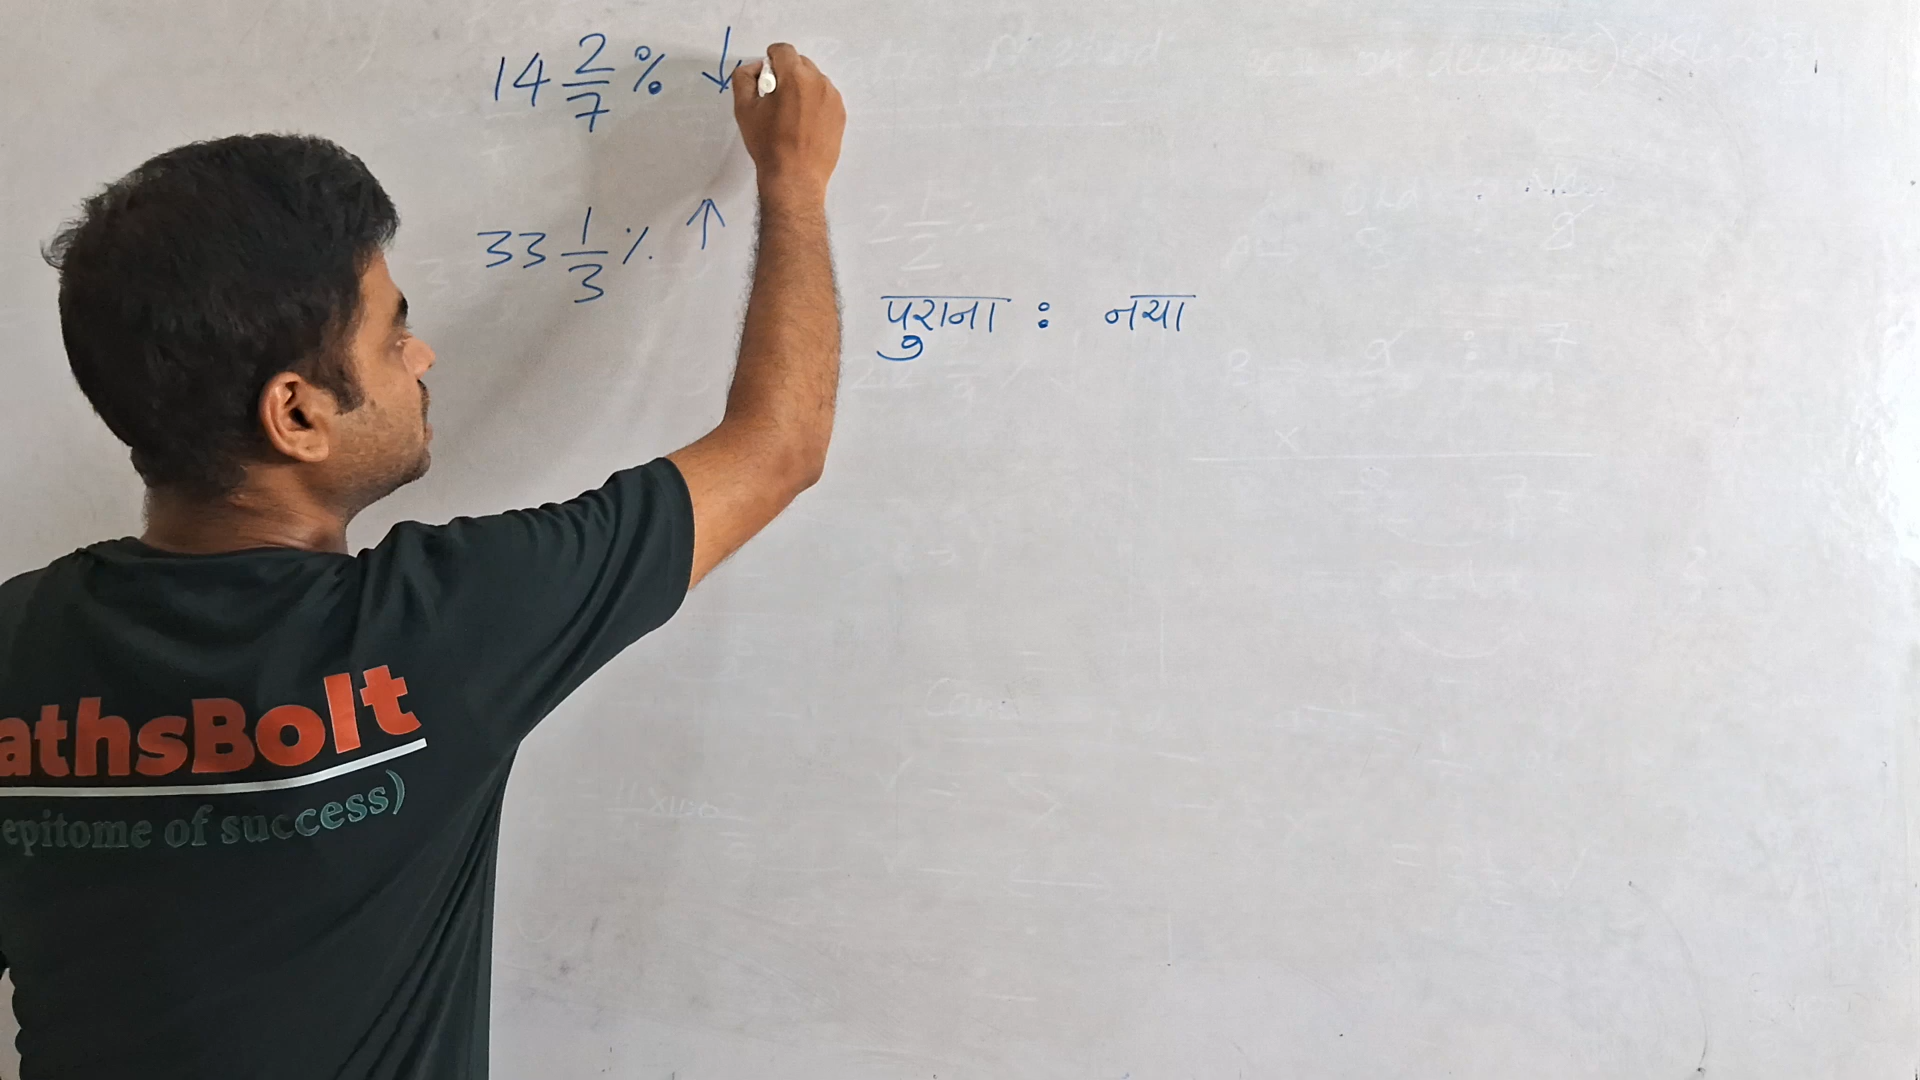 14 2/7 % ↓
33 1/3 % ↑
पुराना : नया
athsBolt
epitome of success)